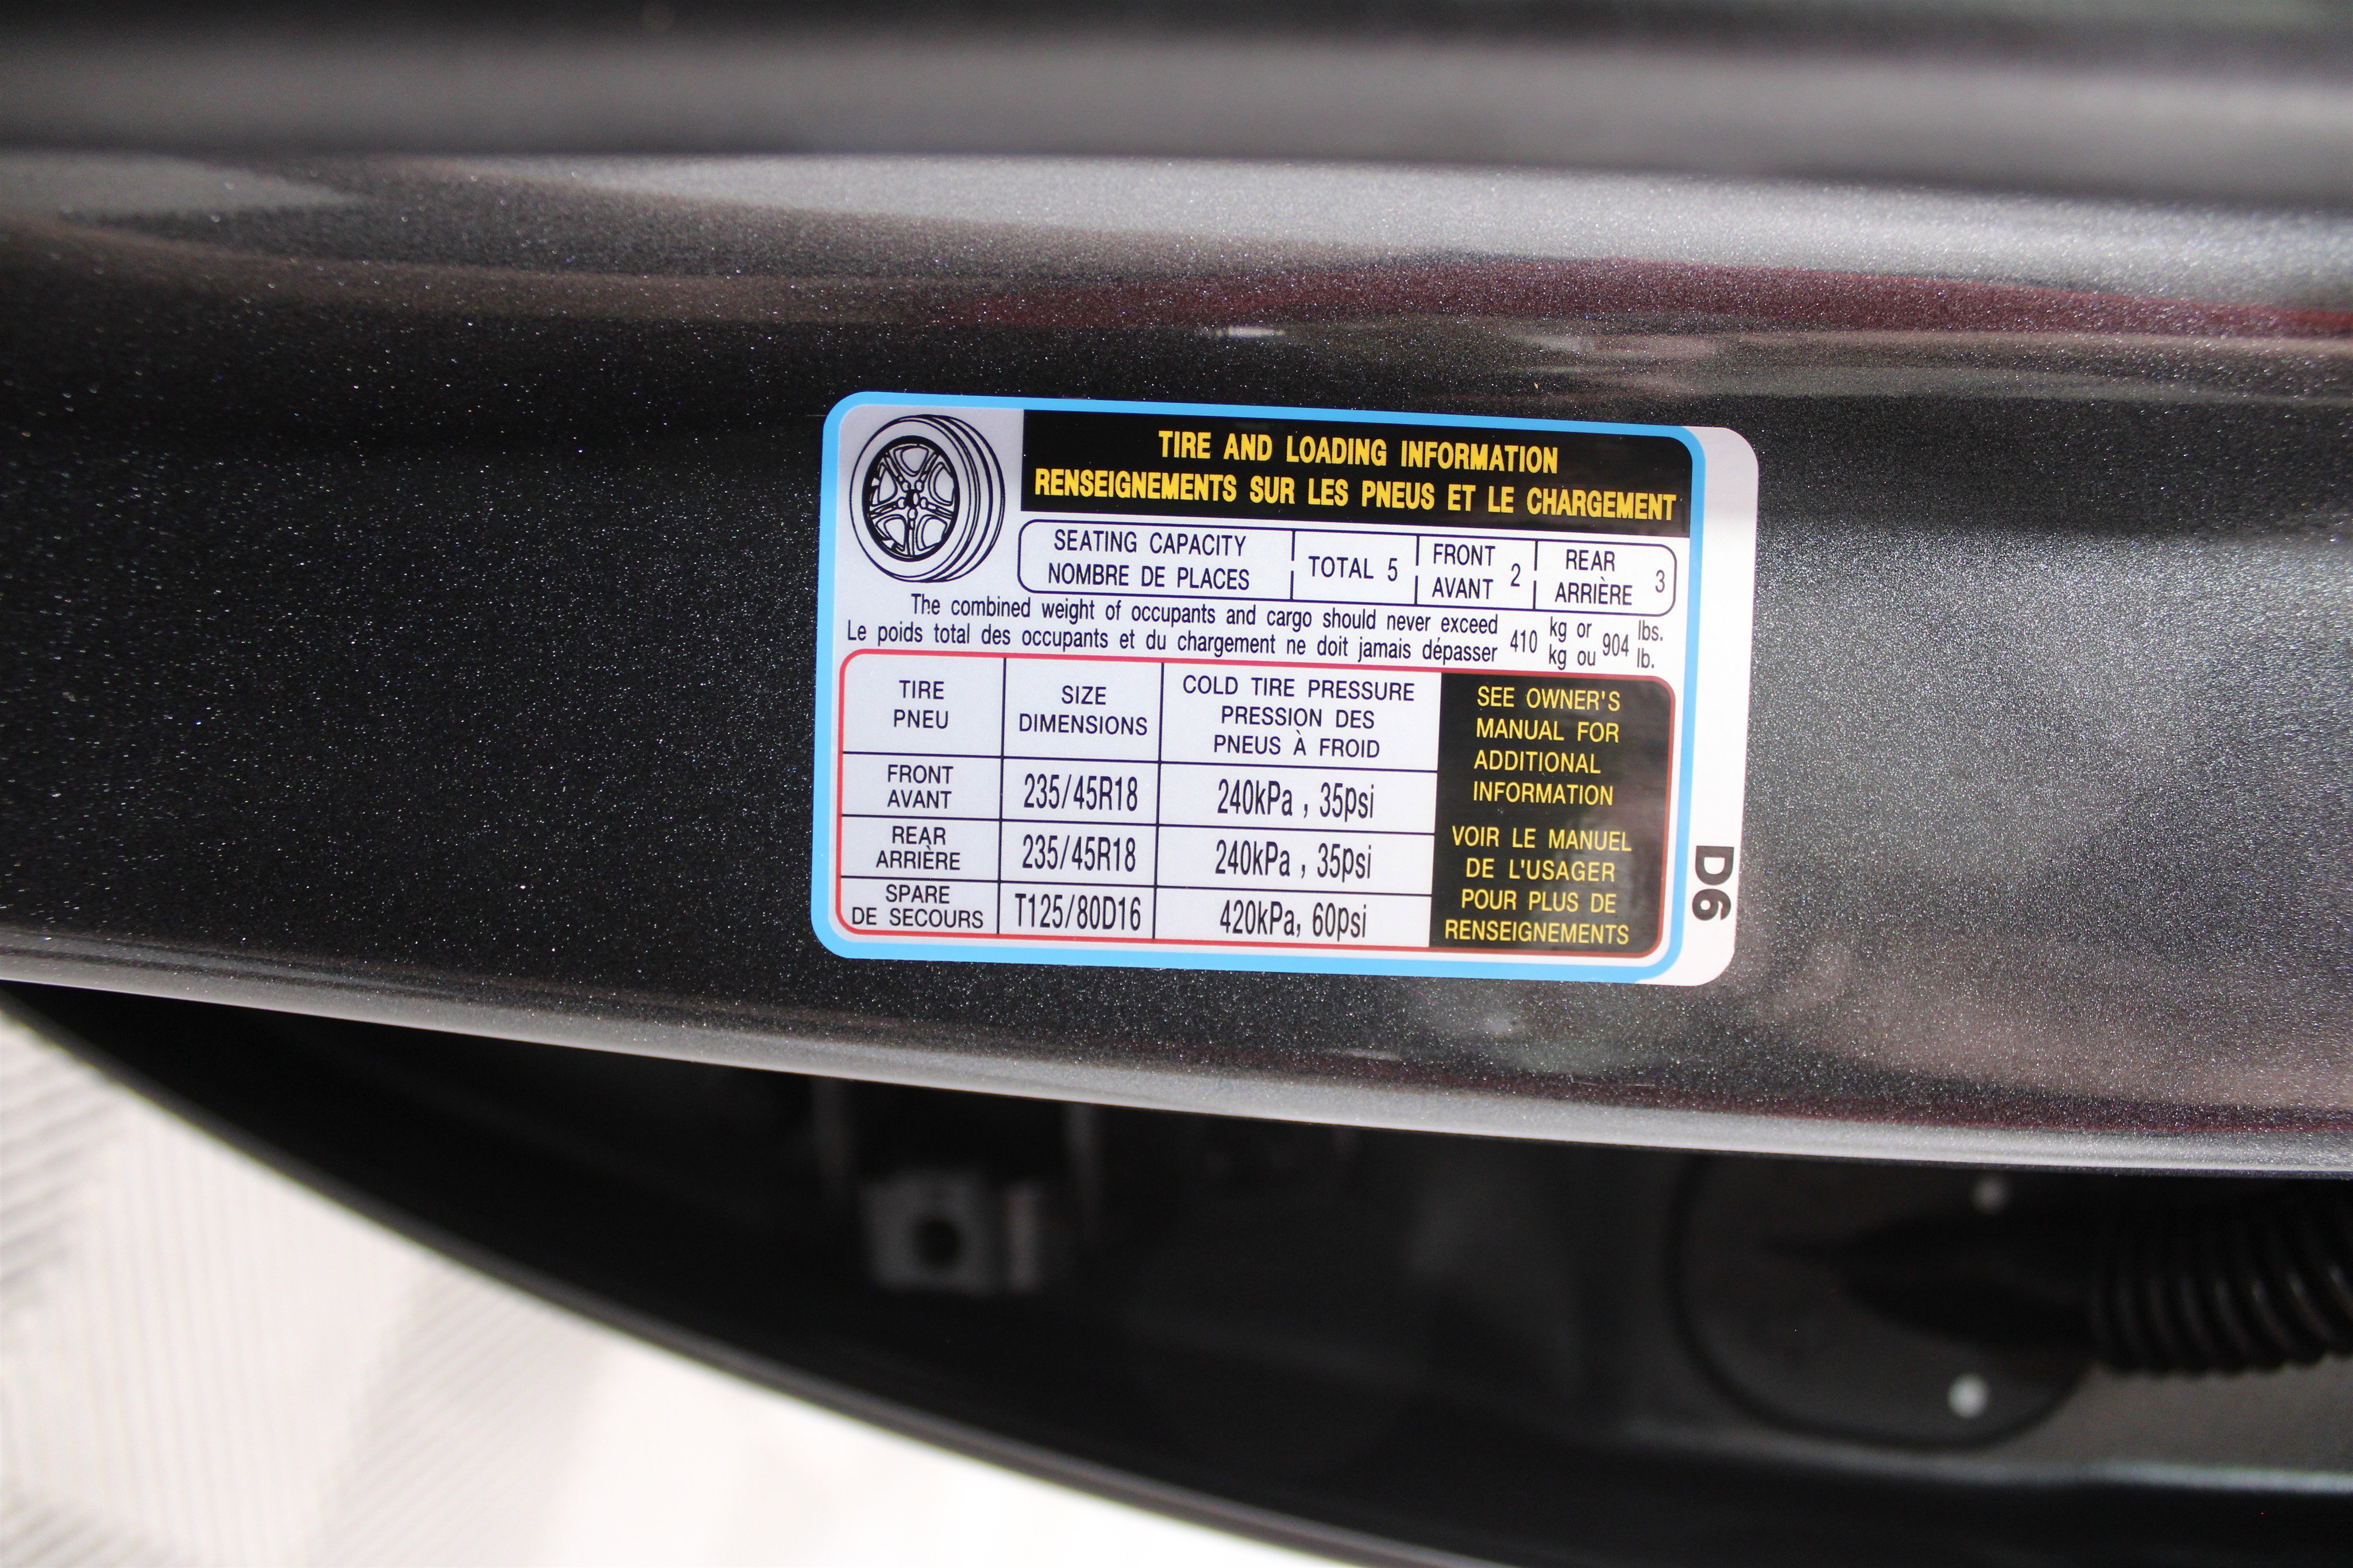 TIRE AND LOADING INFORMATION
RENSEIGNEMENTS SUR LES PNEUS ET LE CHARGEMENT
SEATING CAPACITY
NOMBRE DE PLACES
TOTAL 5
FRONT
AVANT 2
REAR
ARRIÈRE 3
The combined weight of occupants and cargo should never exceed 410 kg or 904 lbs.
Le poids total des occupants et du chargement ne doit jamais dépasser 410 kg ou 904 lb.
TIRE
PNEU
SIZE
DIMENSIONS
COLD TIRE PRESSURE
PRESSION DES
PNEUS À FROID
FRONT
AVANT
235/45R18
240kPa , 35psi
REAR
ARRIÈRE
235/45R18
240kPa , 35psi
SPARE
DE SECOURS
T125/80D16
420kPa, 60psi
SEE OWNER'S
MANUAL FOR
ADDITIONAL
INFORMATION
VOIR LE MANUEL
DE L'USAGER
POUR PLUS DE
RENSEIGNEMENTS
D6